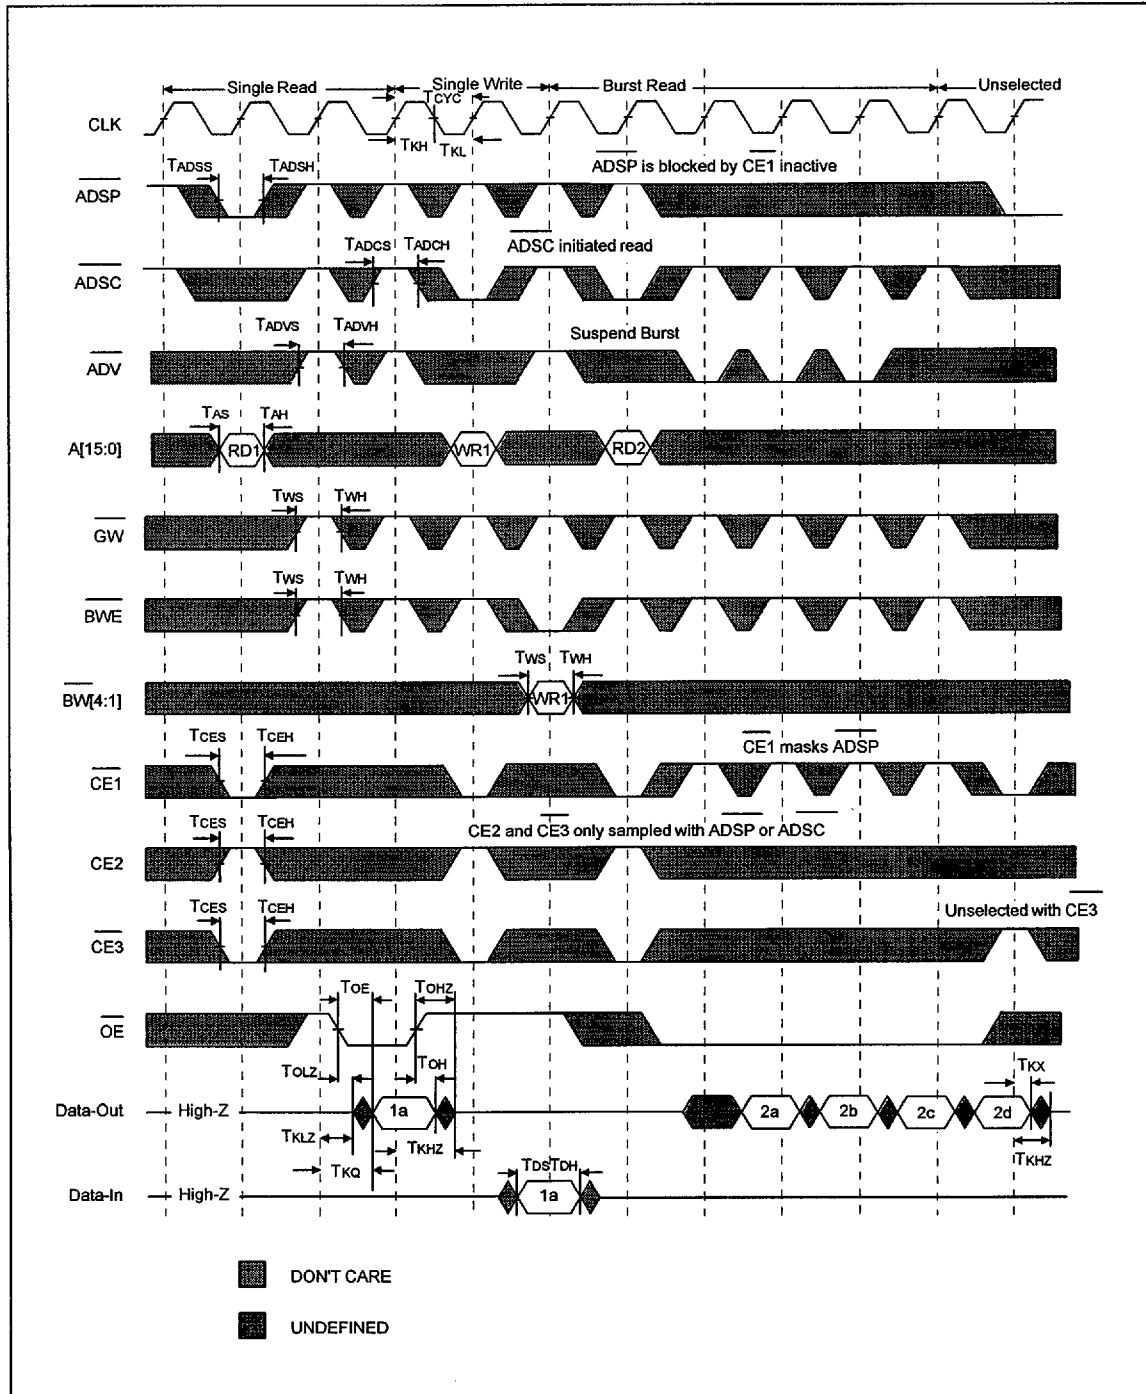 Single Read Single Write Burst Read Unselected
TCYC
CLK
TKH TKL
ADSP is blocked by CE1 inactive
TADSS TADSH
ADSP
ADSC initiated read
TADCS TADCH
ADSC
Suspend Burst
TADVS TADVH
ADV
TAS TAH
A[15:0] RD1 WR1 RD2
TWS TWH
GW
TWS TWH
BWE
TWS TWH
BW[4:1] WR1
CE1 masks ADSP
TCES TCEH
CE1
CE2 and CE3 only sampled with ADSP or ADSC
TCES TCEH
CE2
Unselected with CE3
TCES TCEH
CE3
TOE TOHZ
OE
TOLZ TOH TKX
Data-Out High-Z 1a 2a 2b 2c 2d
TKLZ TKHZ TKHZ
TKQ TDS TDH
Data-In High-Z 1a
DON'T CARE
UNDEFINED